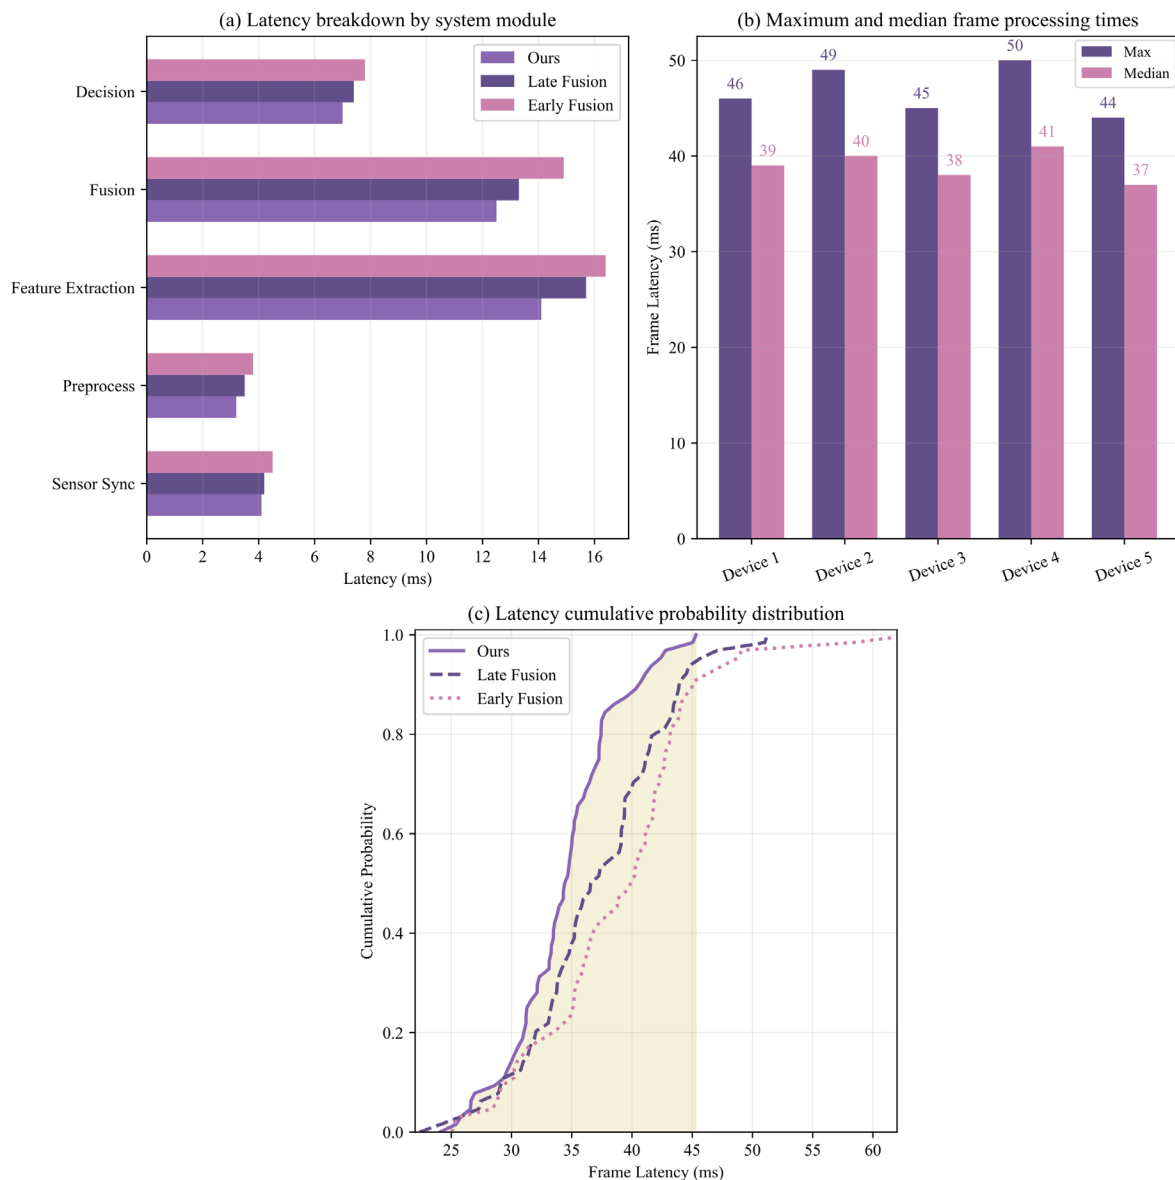 (a) Latency breakdown by system module
Ours
Late Fusion
Early Fusion
Decision
Fusion
Feature Extraction
Preprocess
Sensor Sync
0 2 4 6 8 10 12 14 16
Latency (ms)
(b) Maximum and median frame processing times
Max
Median
50
40
30
20
10
0
Frame Latency (ms)
46 39 49 40 45 38 50 41 44 37
Device 1 Device 2 Device 3 Device 4 Device 5
(c) Latency cumulative probability distribution
Ours
Late Fusion
Early Fusion
1.0
0.8
0.6
0.4
0.2
0.0
Cumulative Probability
25 30 35 40 45 50 55 60
Frame Latency (ms)